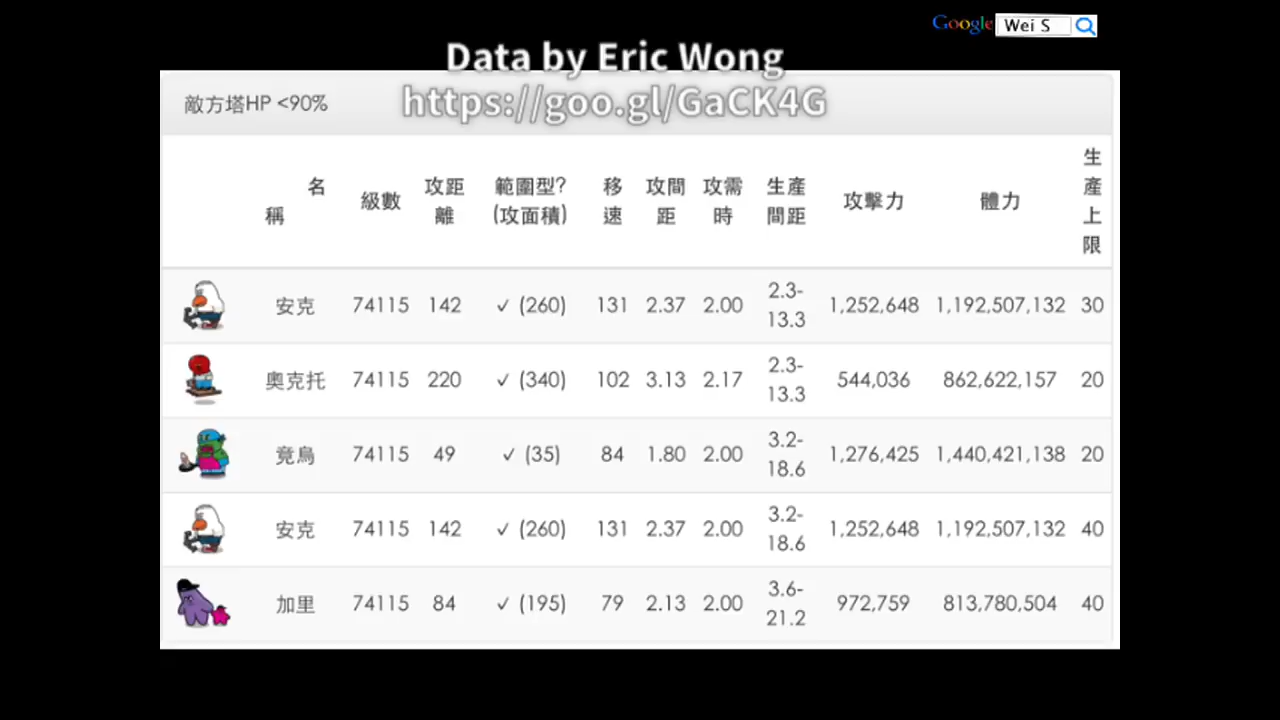 Google Wei S
Data by Eric Wong
https://goo.gl/GaCK4G
敵方塔HP <90%
名稱 級數 攻距離 範圍型?(攻面積) 移速 攻間距 攻需時 生產間距 攻擊力 體力 生產上限
安克 74115 142 ✓ (260) 131 2.37 2.00 2.3-13.3 1,252,648 1,192,507,132 30
奧克托 74115 220 ✓ (340) 102 3.13 2.17 2.3-13.3 544,036 862,622,157 20
竟鳥 74115 49 ✓ (35) 84 1.80 2.00 3.2-18.6 1,276,425 1,440,421,138 20
安克 74115 142 ✓ (260) 131 2.37 2.00 3.2-18.6 1,252,648 1,192,507,132 40
加里 74115 84 ✓ (195) 79 2.13 2.00 3.6-21.2 972,759 813,780,504 40